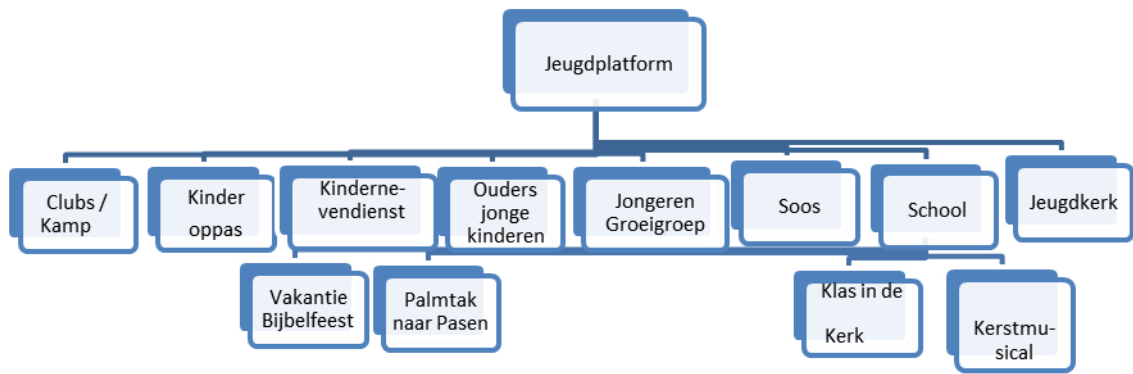 Jeugdplatform
Clubs /
Kamp
Kinder
oppas
Kinderne-
vendienst
Ouders
jonge
kinderen
Jongeren
Groeigroep
Soos
School
Jeugdkerk
Vakantie
Bijbelfeest
Palmtak
naar Pasen
Klas in de
Kerk
Kerstmu-
sical